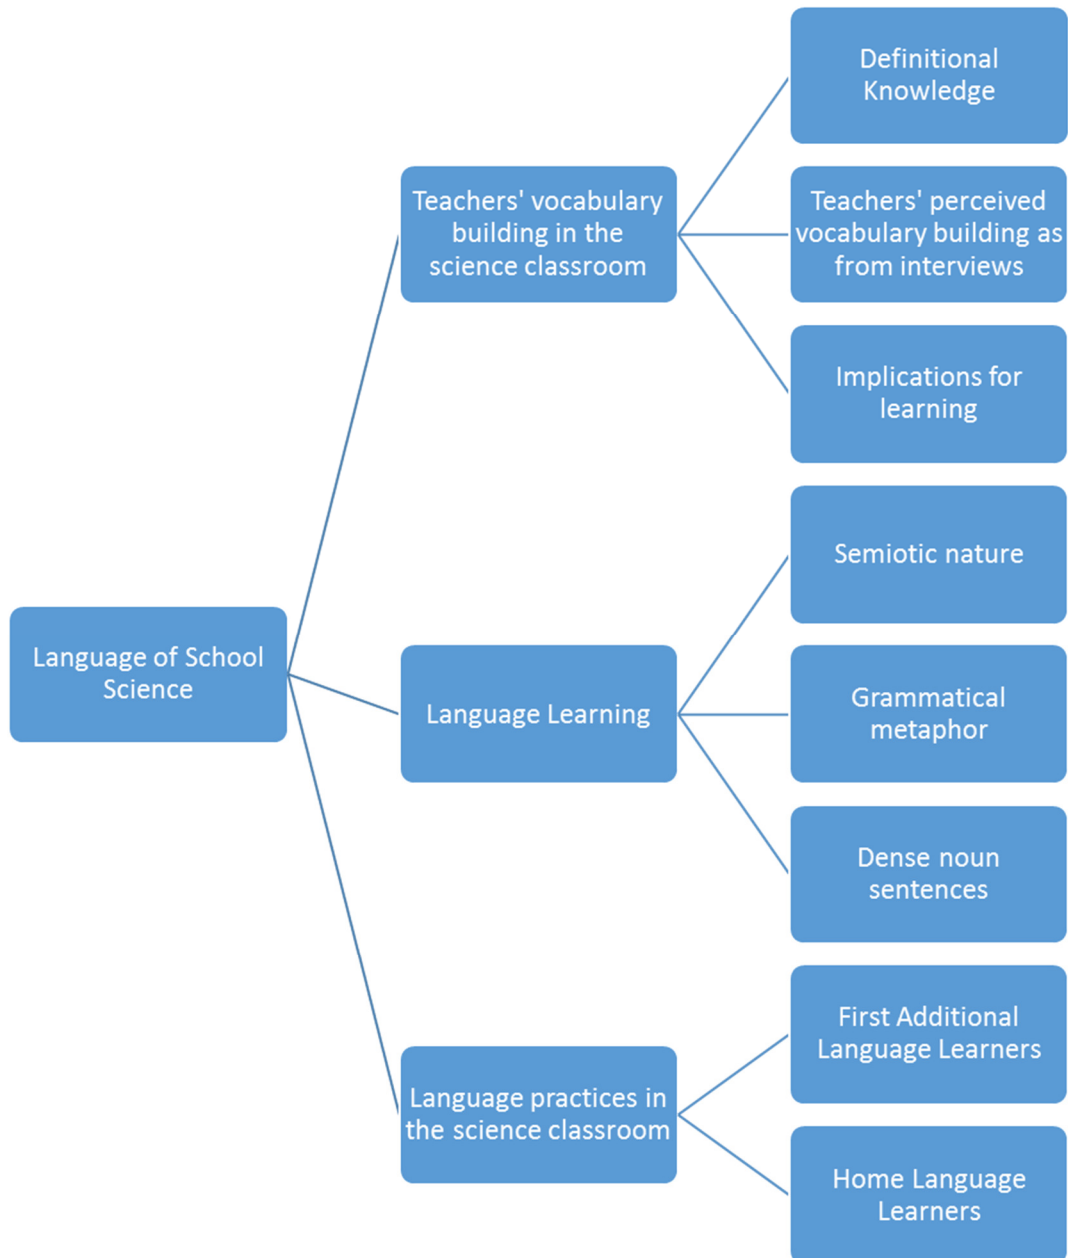 Language of School
Science
Teachers' vocabulary
building in the
science classroom
Definitional
Knowledge
Teachers' perceived
vocabulary building as
from interviews
Implications for
learning
Language Learning
Semiotic nature
Grammatical
metaphor
Dense noun
sentences
Language practices in
the science classroom
First Additional
Language Learners
Home Language
Learners